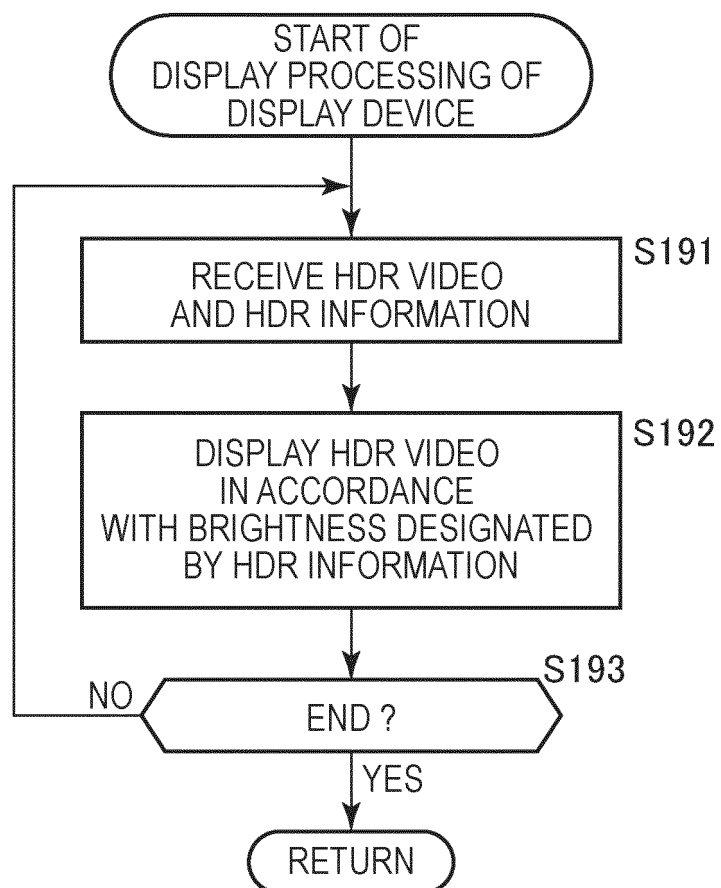 START OF
DISPLAY PROCESSING OF
DISPLAY DEVICE
S191
RECEIVE HDR VIDEO
AND HDR INFORMATION
S192
DISPLAY HDR VIDEO
IN ACCORDANCE
WITH BRIGHTNESS DESIGNATED
BY HDR INFORMATION
S193
NO
END ?
YES
RETURN